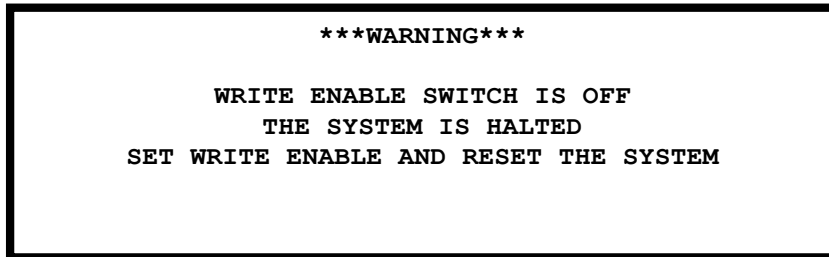 ***WARNING***
WRITE ENABLE SWITCH IS OFF
THE SYSTEM IS HALTED
SET WRITE ENABLE AND RESET THE SYSTEM